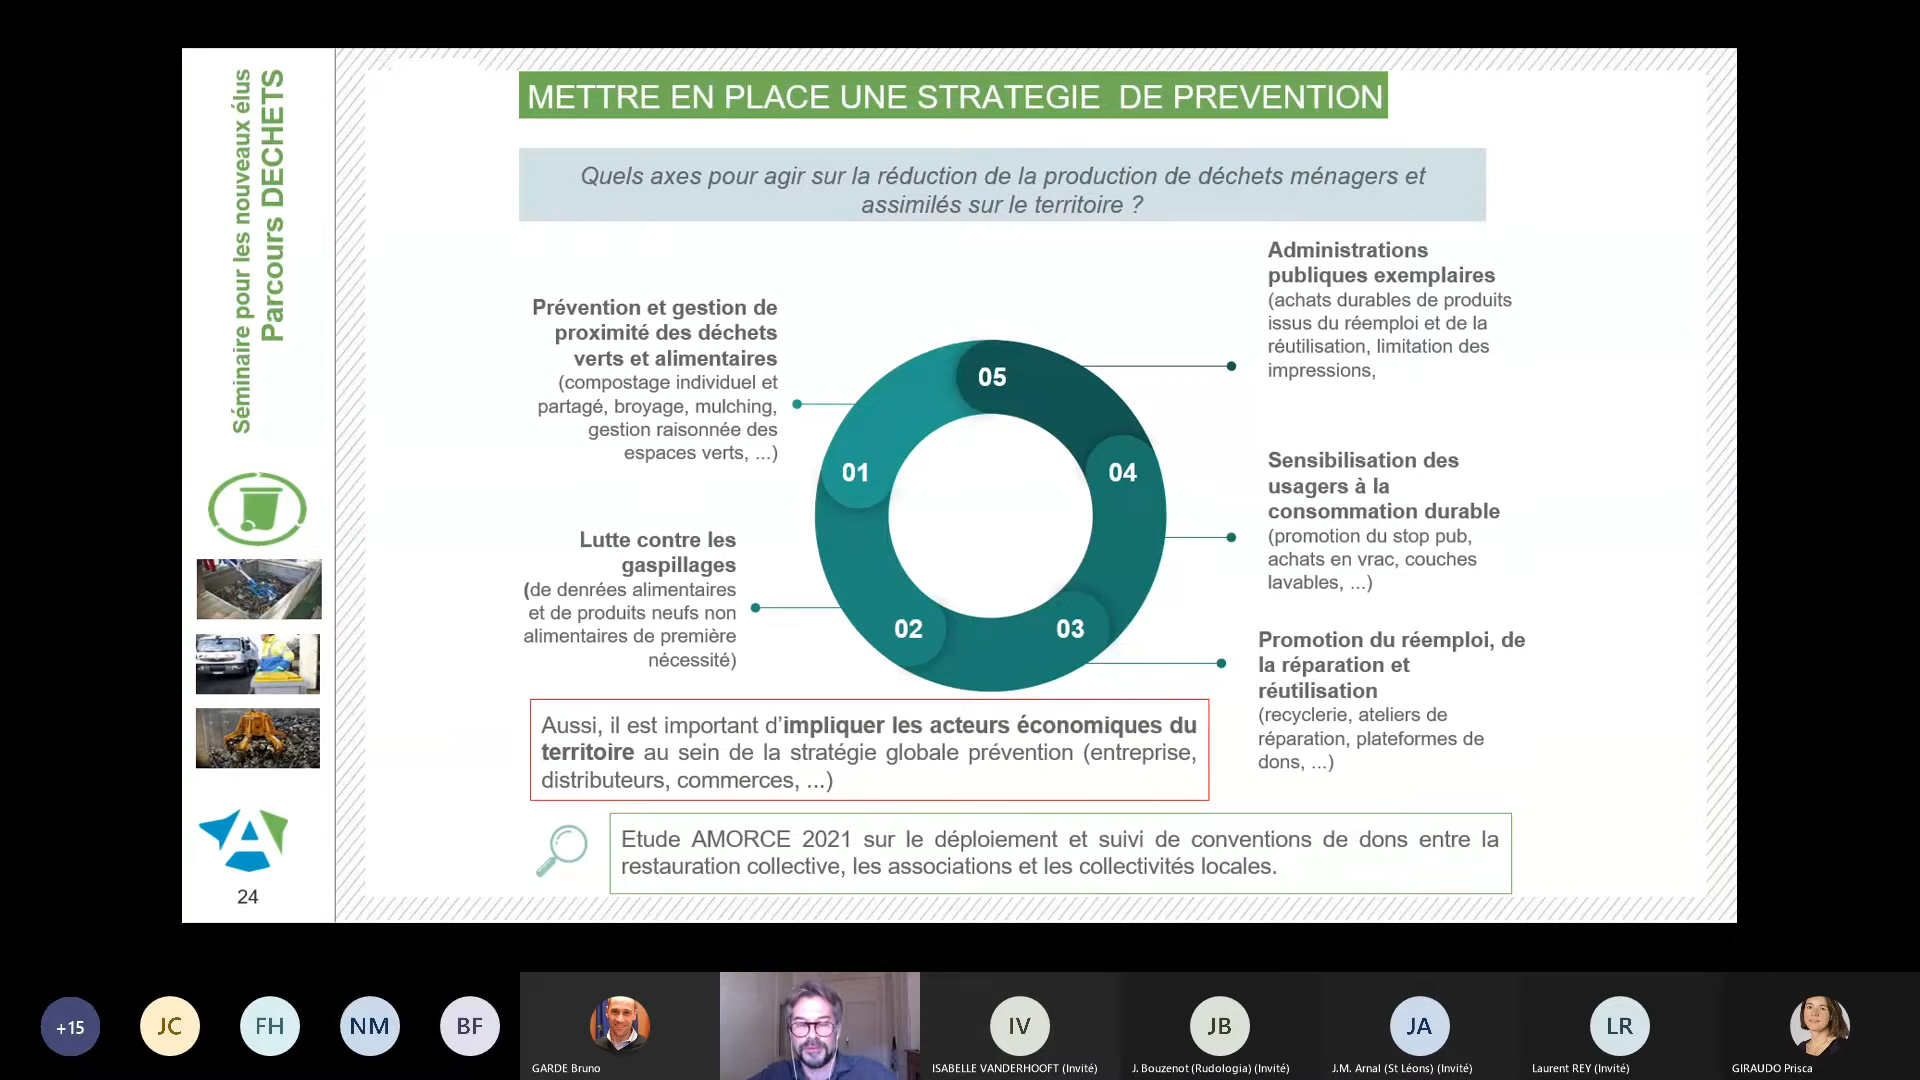 Séminaire pour les nouveaux élus
Parcours DECHETS
24
METTRE EN PLACE UNE STRATEGIE  DE PREVENTION
Quels axes pour agir sur la réduction de la production de déchets ménagers et
assimilés sur le territoire ?
Prévention et gestion de
proximité des déchets
verts et alimentaires
(compostage individuel et
partagé, broyage, mulching,
gestion raisonnée des
espaces verts, ...)
Lutte contre les
gaspillages
(de denrées alimentaires
et de produits neufs non
alimentaires de première
nécessité)
05
01
04
02
03
Administrations
publiques exemplaires
(achats durables de produits
issus du réemploi et de la
réutilisation, limitation des
impressions,
Sensibilisation des
usagers à la
consommation durable
(promotion du stop pub,
achats en vrac, couches
lavables, ...)
Promotion du réemploi, de
la réparation et
réutilisation
(recyclerie, ateliers de
réparation, plateformes de
dons, ...)
Aussi, il est important d'impliquer les acteurs économiques du
territoire au sein de la stratégie globale prévention (entreprise,
distributeurs, commerces, ...)
Etude AMORCE 2021 sur le déploiement et suivi de conventions de dons entre la
restauration collective, les associations et les collectivités locales.
+15
JC
FH
NM
BF
GARDE Bruno
IV
ISABELLE VANDERHOOFT (Invité)
JB
J. Bouzenot (Rudologia) (Invité)
JA
J.M. Arnal (St Léons) (Invité)
LR
Laurent REY (Invité)
GIRAUDO Prisca